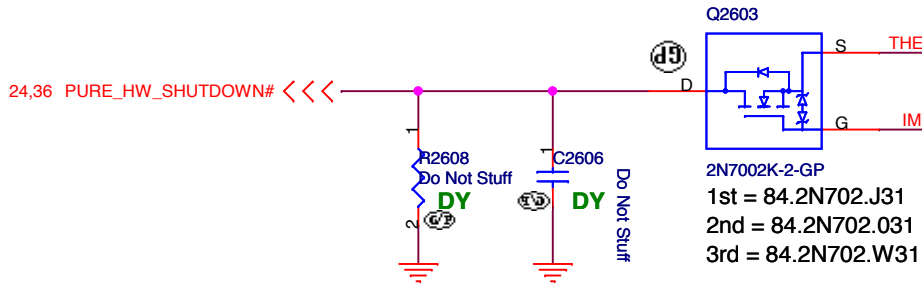 Q2603
GP
D
S
THE
24,36 PURE_HW_SHUTDOWN#
G
IM
1
R2608
Do Not Stuff
DY
2
G/P
1
C2606
Do Not Stuff
DY
2N7002K-2-GP
1st = 84.2N702.J31
2nd = 84.2N702.031
3rd = 84.2N702.W31